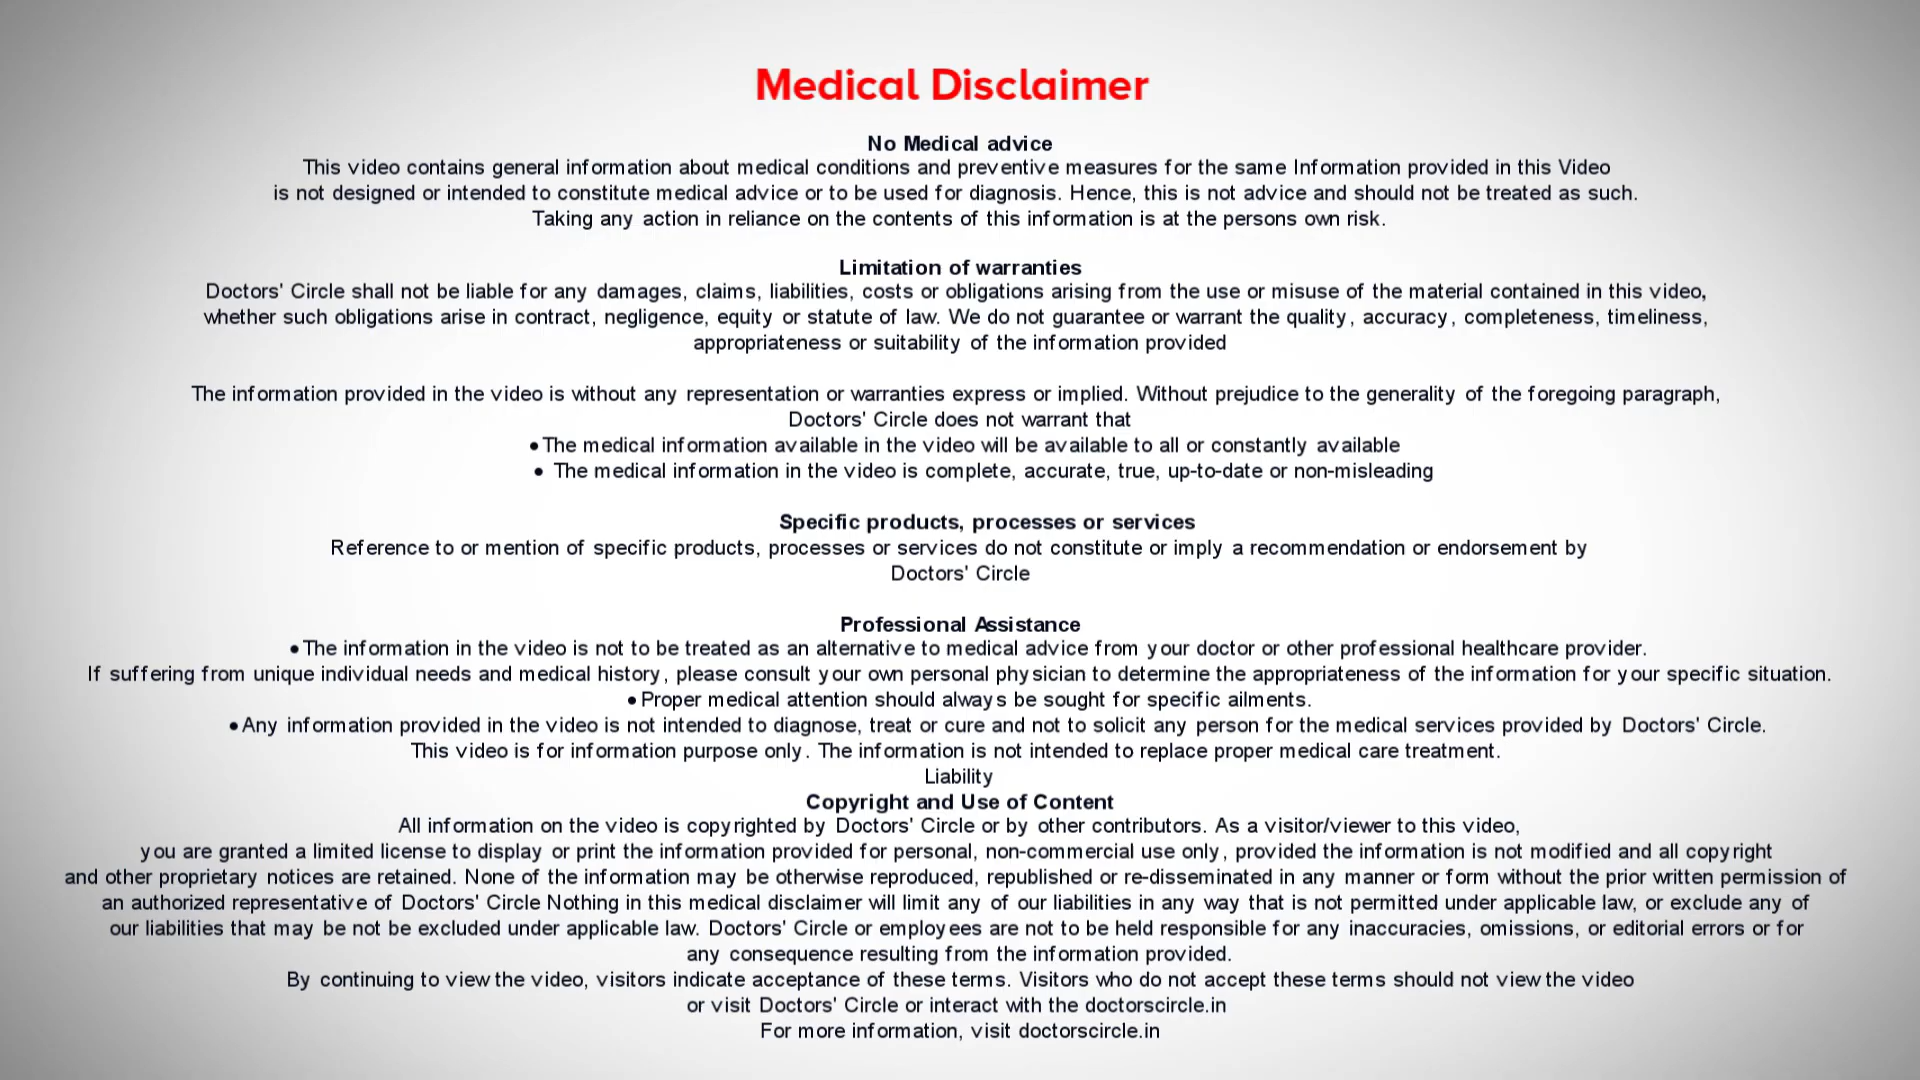 Medical Disclaimer
No Medical advice
This video contains general information about medical conditions and preventive measures for the same Information provided in this Video
is not designed or intended to constitute medical advice or to be used for diagnosis. Hence, this is not advice and should not be treated as such.
Taking any action in reliance on the contents of this information is at the persons own risk.
Limitation of warranties
Doctors' Circle shall not be liable for any damages, claims, liabilities, costs or obligations arising from the use or misuse of the material contained in this video,
whether such obligations arise in contract, negligence, equity or statute of law. We do not guarantee or warrant the quality, accuracy, completeness, timeliness,
appropriateness or suitability of the information provided
The information provided in the video is without any representation or warranties express or implied. Without prejudice to the generality of the foregoing paragraph,
Doctors' Circle does not warrant that
•The medical information available in the video will be available to all or constantly available
• The medical information in the video is complete, accurate, true, up-to-date or non-misleading
Specific products, processes or services
Reference to or mention of specific products, processes or services do not constitute or imply a recommendation or endorsement by
Doctors' Circle
Professional Assistance
•The information in the video is not to be treated as an alternative to medical advice from your doctor or other professional healthcare provider.
If suffering from unique individual needs and medical history, please consult your own personal physician to determine the appropriateness of the information for your specific situation.
•Proper medical attention should always be sought for specific ailments.
•Any information provided in the video is not intended to diagnose, treat or cure and not to solicit any person for the medical services provided by Doctors' Circle.
This video is for information purpose only. The information is not intended to replace proper medical care treatment.
Liability
Copyright and Use of Content
All information on the video is copyrighted by Doctors' Circle or by other contributors. As a visitor/viewer to this video,
you are granted a limited license to display or print the information provided for personal, non-commercial use only, provided the information is not modified and all copyright
and other proprietary notices are retained. None of the information may be otherwise reproduced, republished or re-disseminated in any manner or form without the prior written permission of
an authorized representative of Doctors' Circle Nothing in this medical disclaimer will limit any of our liabilities in any way that is not permitted under applicable law, or exclude any of
our liabilities that may be not be excluded under applicable law. Doctors' Circle or employees are not to be held responsible for any inaccuracies, omissions, or editorial errors or for
any consequence resulting from the information provided.
By continuing to view the video, visitors indicate acceptance of these terms. Visitors who do not accept these terms should not view the video
or visit Doctors' Circle or interact with the doctorscircle.in
For more information, visit doctorscircle.in